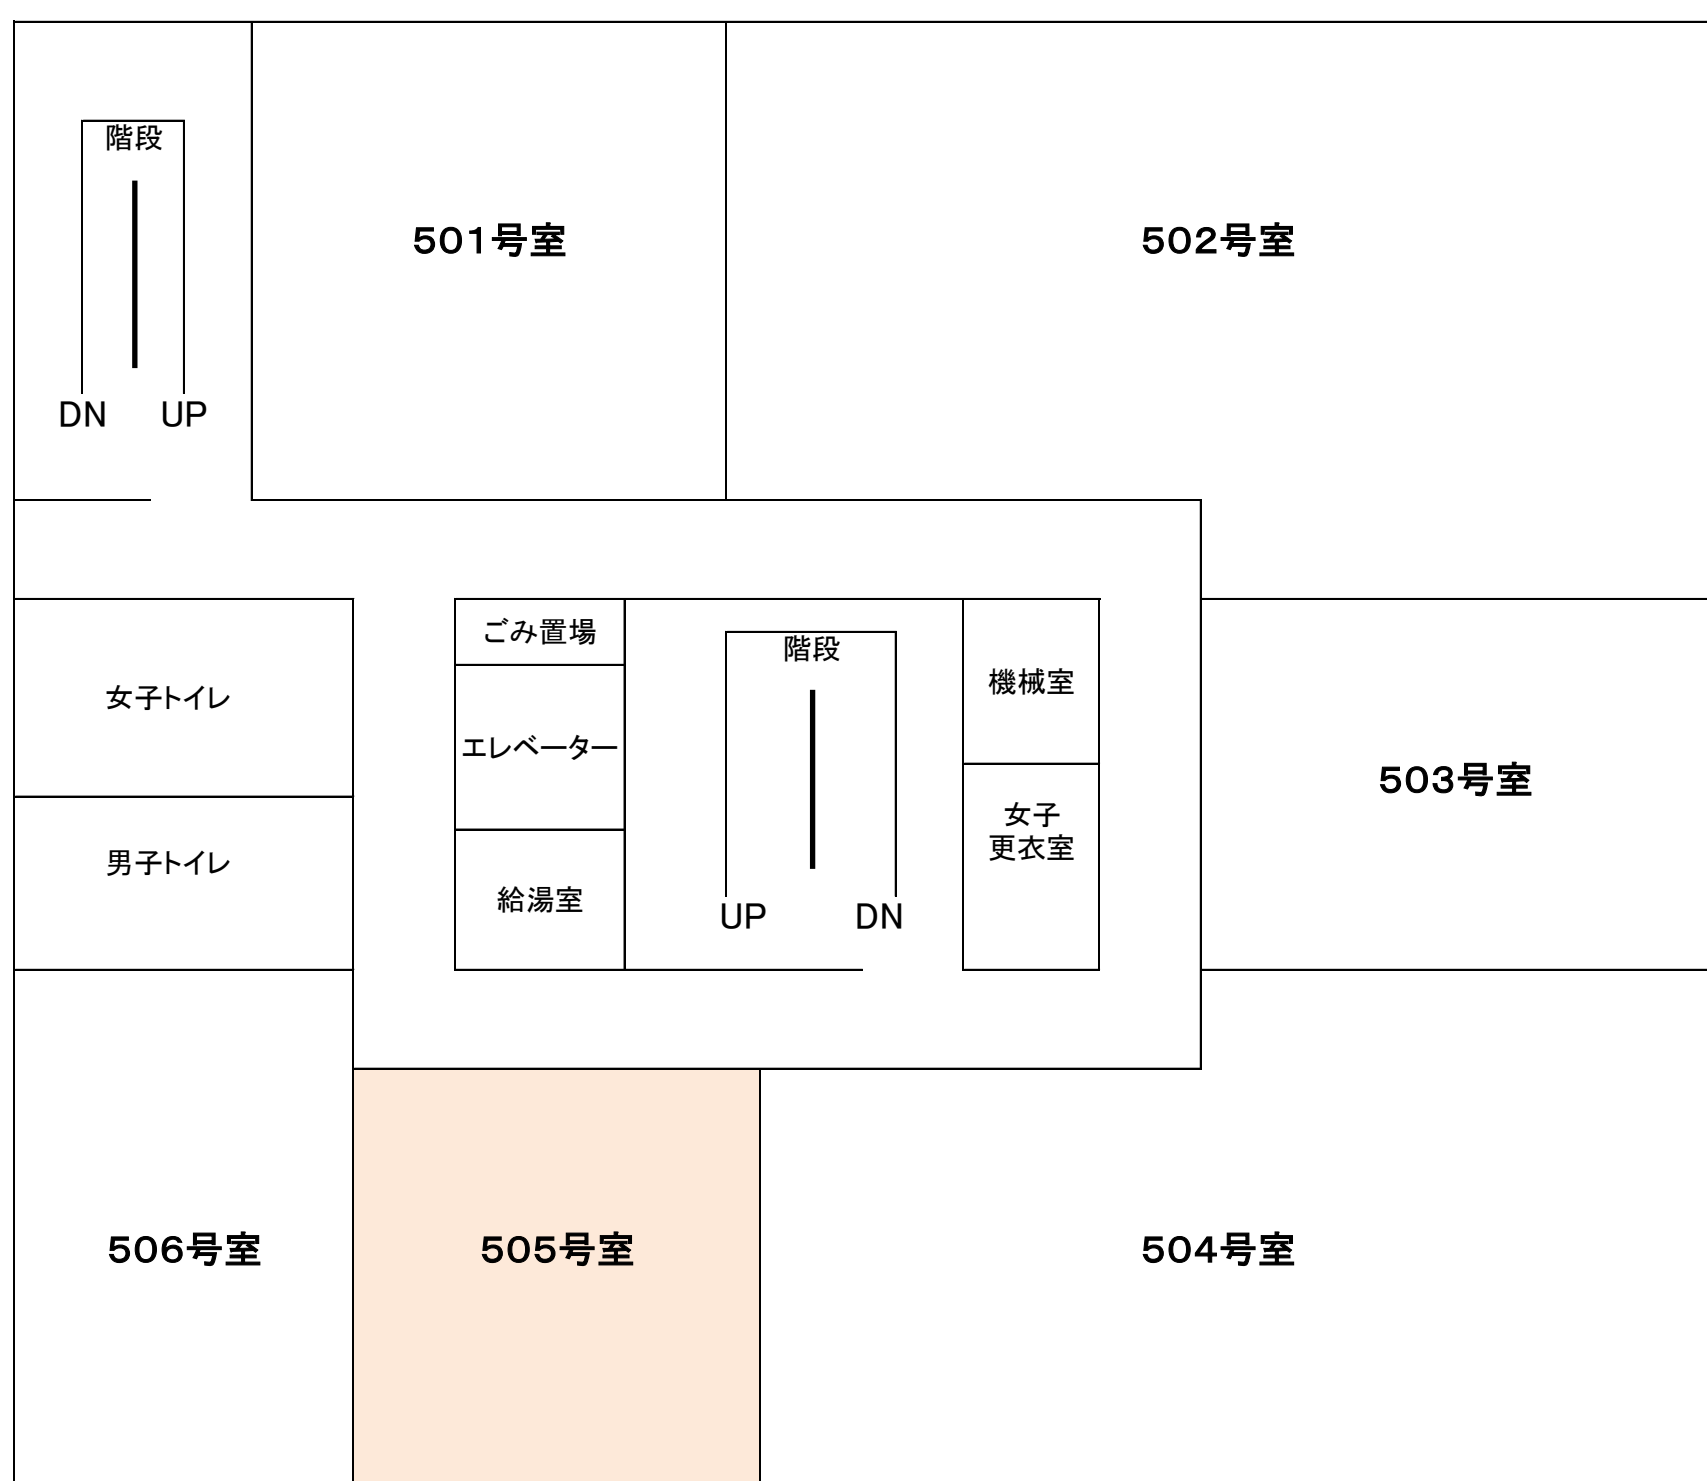 階段
501号室
502号室
DN
UP
ごみ置場
階段
機械室
女子トイレ
エレベーター
503号室
女子
更衣室
男子トイレ
給湯室
UP
DN
506号室
505号室
504号室